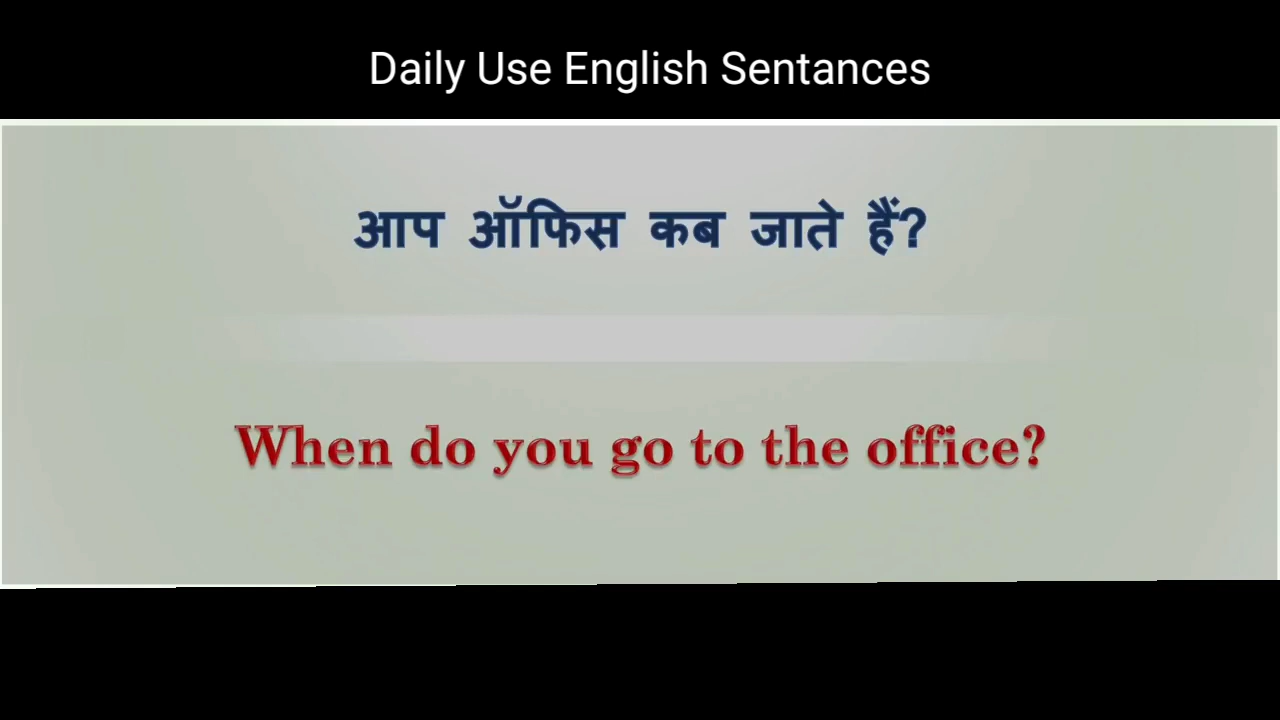 Daily Use English Sentances
आप ऑफिस कब जाते हैं?
When do you go to the office?